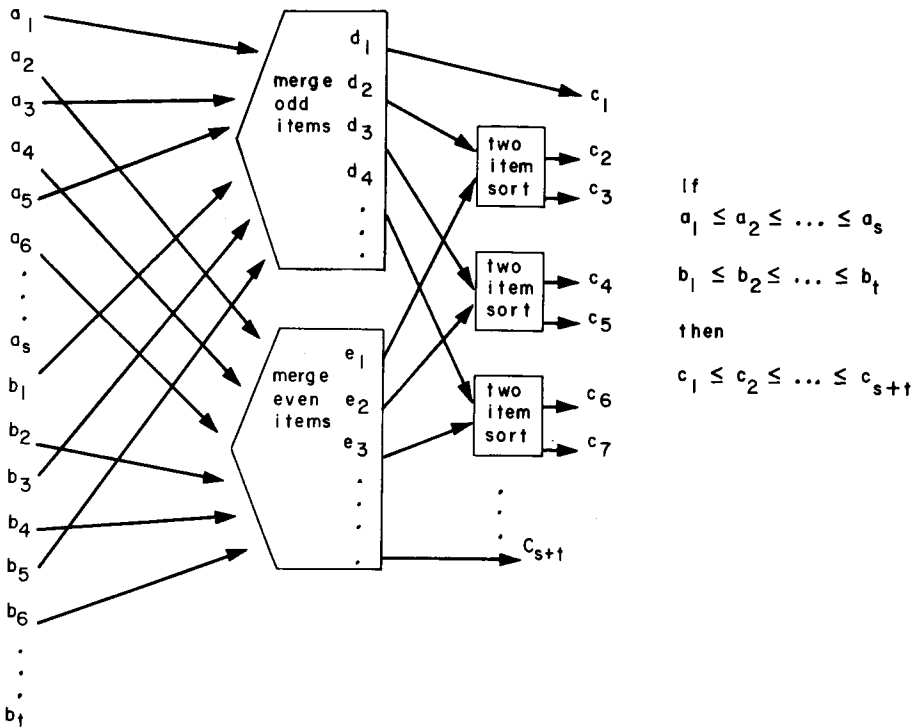 a1
a2
a3
a4
a5
a6
.
.
.
as
b1
b2
b3
b4
b5
b6
.
.
.
bt
merge
odd
items
d1
d2
d3
d4
.
.
.
merge
even
items
e1
e2
e3
.
.
.
.
two
item
sort
two
item
sort
two
item
sort
.
.
.
c1
c2
c3
c4
c5
c6
c7
Cs+t
If
a1 ≤ a2 ≤ ... ≤ as
b1 ≤ b2 ≤ ... ≤ bt
then
c1 ≤ c2 ≤ ... ≤ cs+t